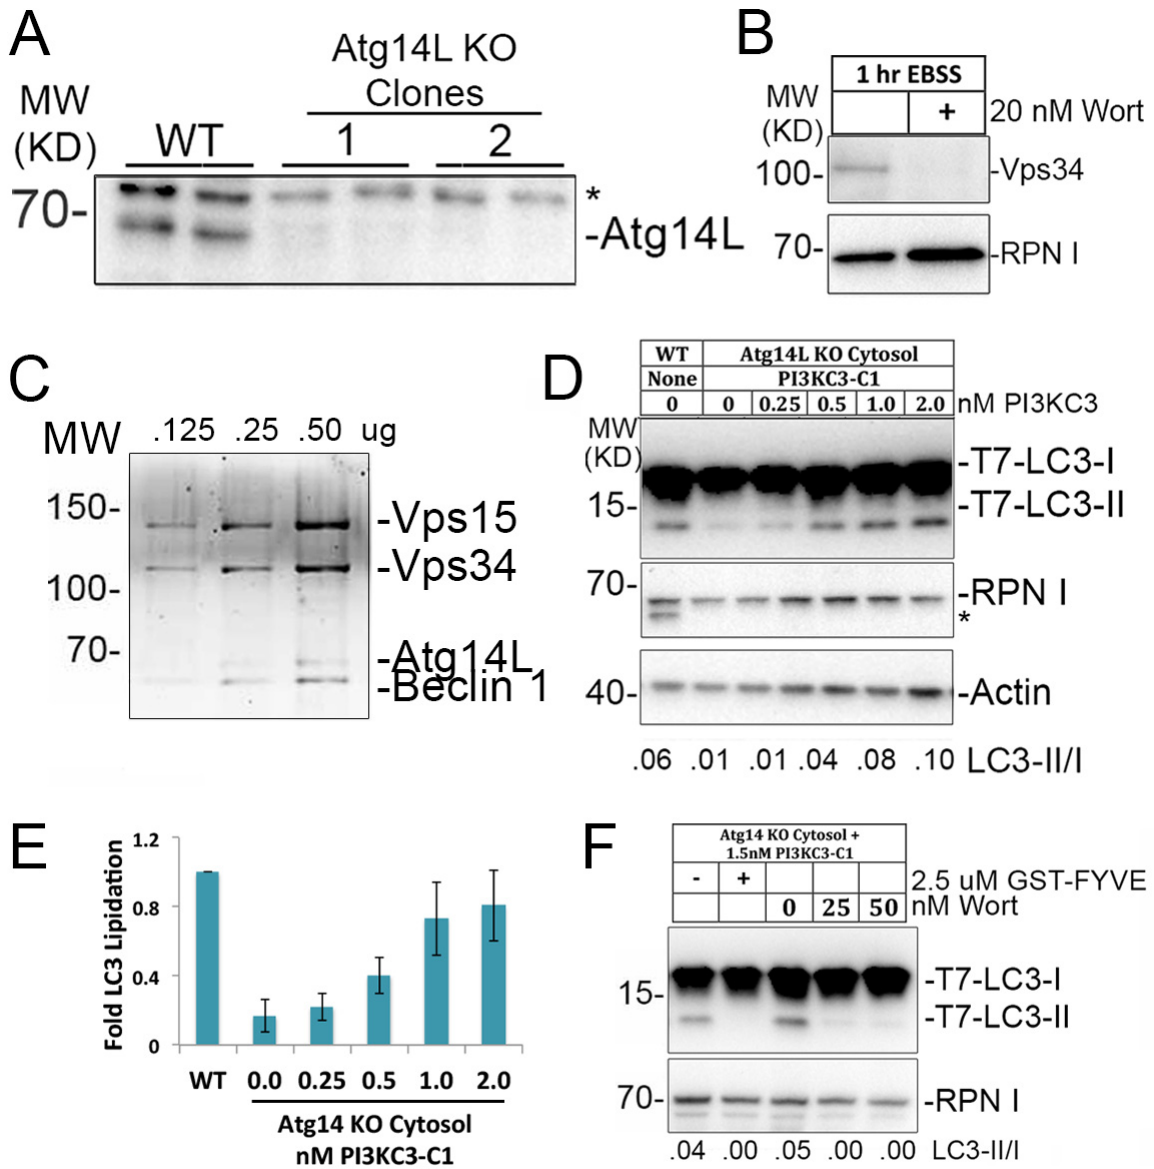 A
Atg14L KO
Clones
MW
(KD)
WT
1
2
70-
*
-Atg14L
B
1 hr EBSS
MW
(KD)
+
20 nM Wort
100-
-Vps34
70-
-RPN I
C
MW
.125
.25
.50
ug
150-
-Vps15
-Vps34
100-
70-
-Atg14L
-Beclin 1
D
WT
Atg14L KO Cytosol
None
PI3KC3-C1
0
0
0.25
0.5
1.0
2.0
nM PI3KC3
MW
(KD)
-T7-LC3-I
15-
-T7-LC3-II
70-
-RPN I
*
40-
-Actin
.06 .01 .01 .04 .08 .10 LC3-II/I
E
Fold LC3 Lipidation
1.2
0.8
0.4
0
WT 0.0 0.25 0.5 1.0 2.0
Atg14 KO Cytosol
nM PI3KC3-C1
F
Atg14 KO Cytosol +
1.5nM PI3KC3-C1
- + 2.5 uM GST-FYVE
0 25 50 nM Wort
-T7-LC3-I
15-
-T7-LC3-II
70-
-RPN I
.04 .00 .05 .00 .00 LC3-II/I